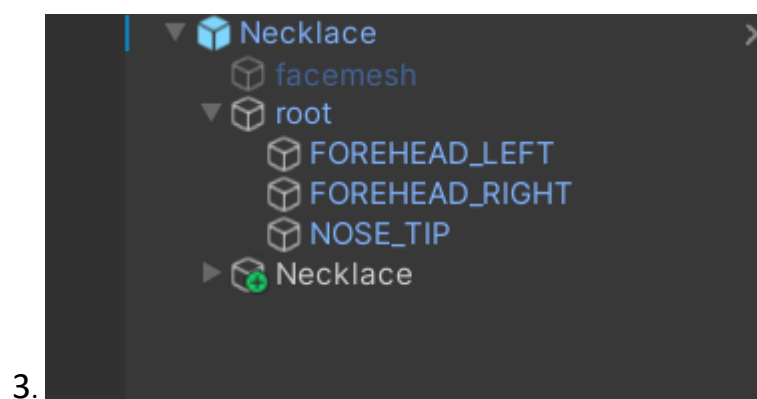 Necklace
facemesh
root
FOREHEAD_LEFT
FOREHEAD_RIGHT
NOSE_TIP
Necklace
3.